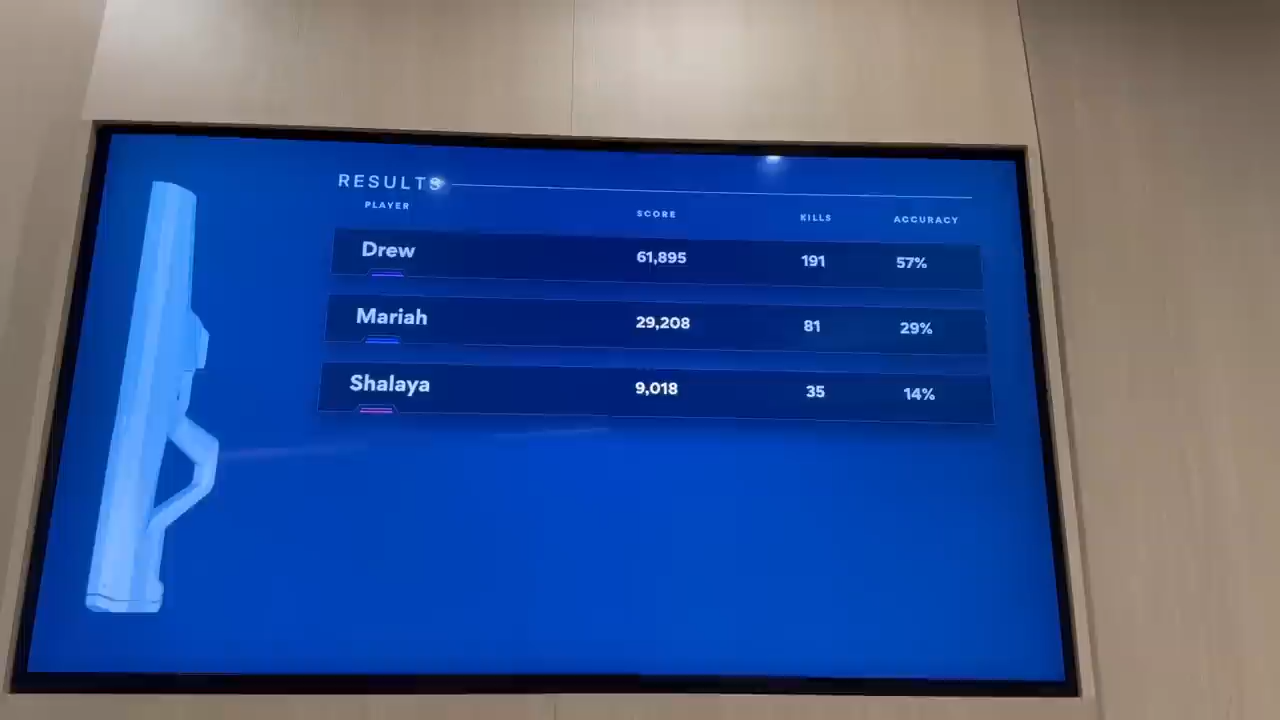 RESULTS
PLAYER SCORE KILLS ACCURACY
Drew 61,895 191 57%
Mariah 29,208 81 29%
Shalaya 9,018 35 14%